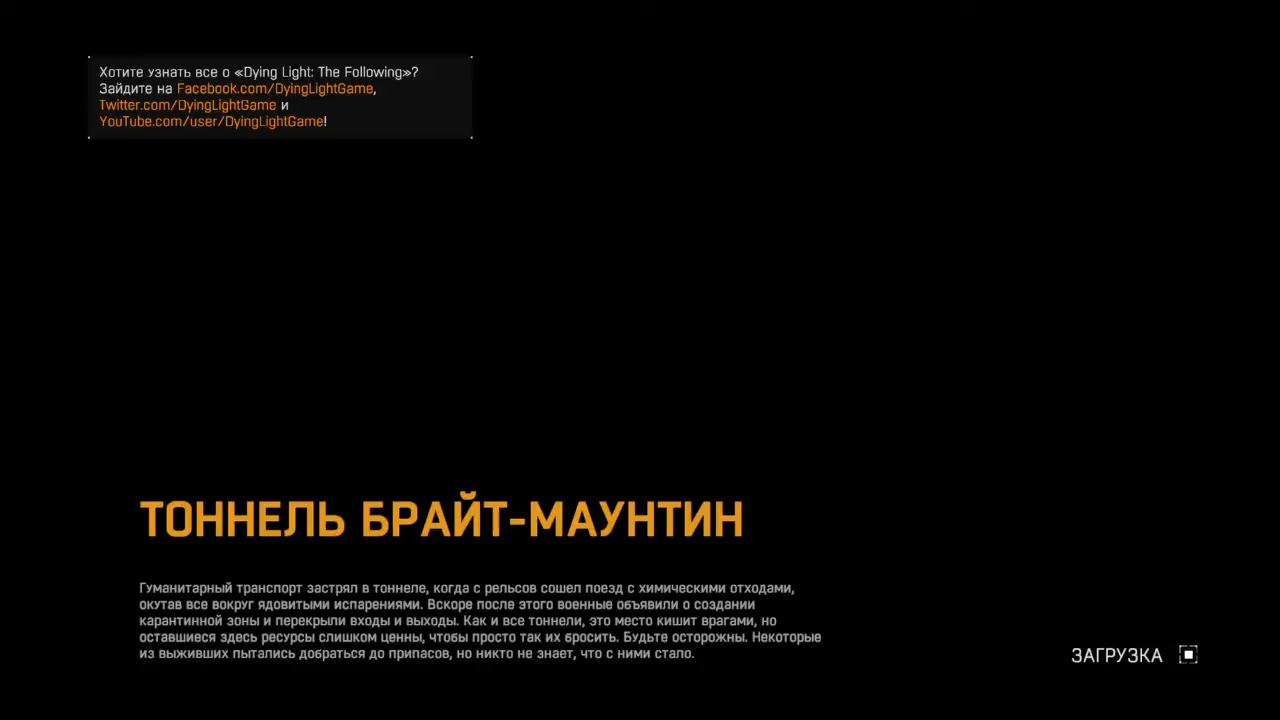 Хотите узнать все о «Dying Light: The Following»?
Зайдите на Facebook.com/DyingLightGame,
Twitter.com/DyingLightGame и
YouTube.com/user/DyingLightGame!
ТОННЕЛЬ БРАЙТ-МАУНТИН
Гуманитарный транспорт застрял в тоннеле, когда с рельсов сошел поезд с химическими отходами,
окутав все вокруг ядовитыми испарениями. Вскоре после этого военные объявили о создании
карантинной зоны и перекрыли входы и выходы. Как и все тоннели, это место кишит врагами, но
оставшиеся здесь ресурсы слишком ценны, чтобы просто так их бросить. Будьте осторожны. Некоторые
из выживших пытались добраться до припасов, но никто не знает, что с ними стало.
ЗАГРУЗКА